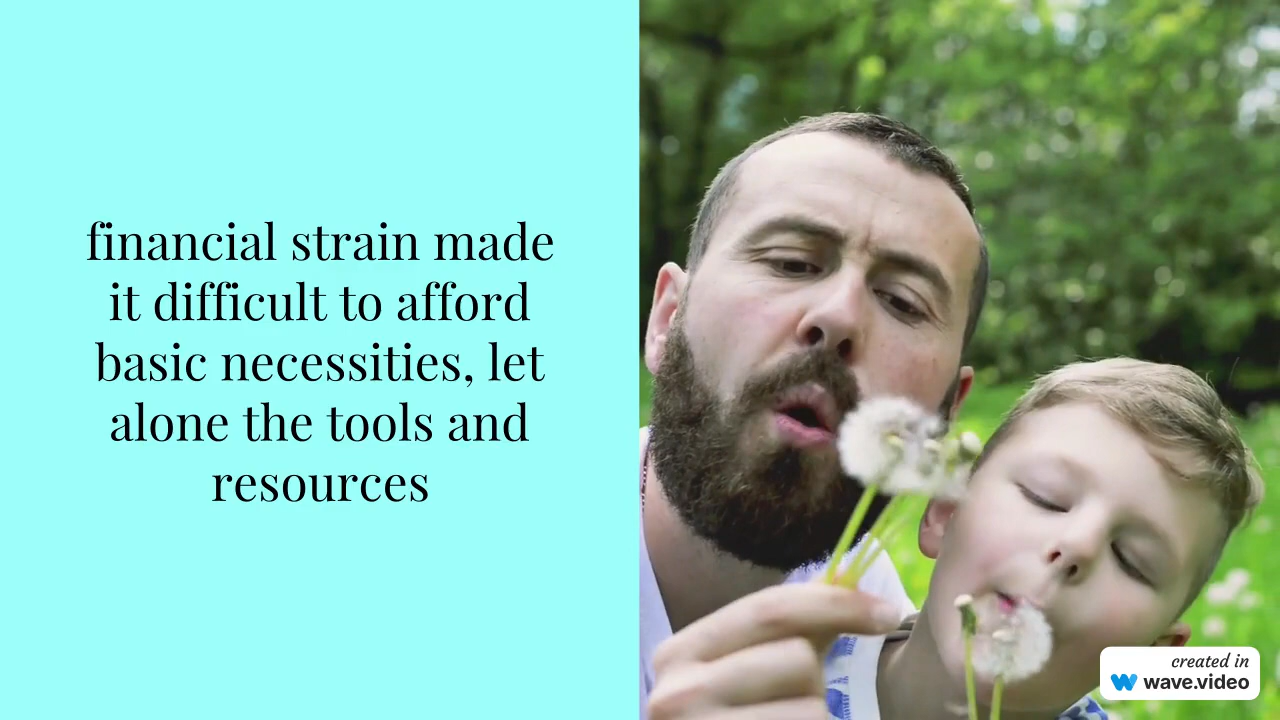 financial strain made
it difficult to afford
basic necessities, let
alone the tools and
resources
created in
wave.video